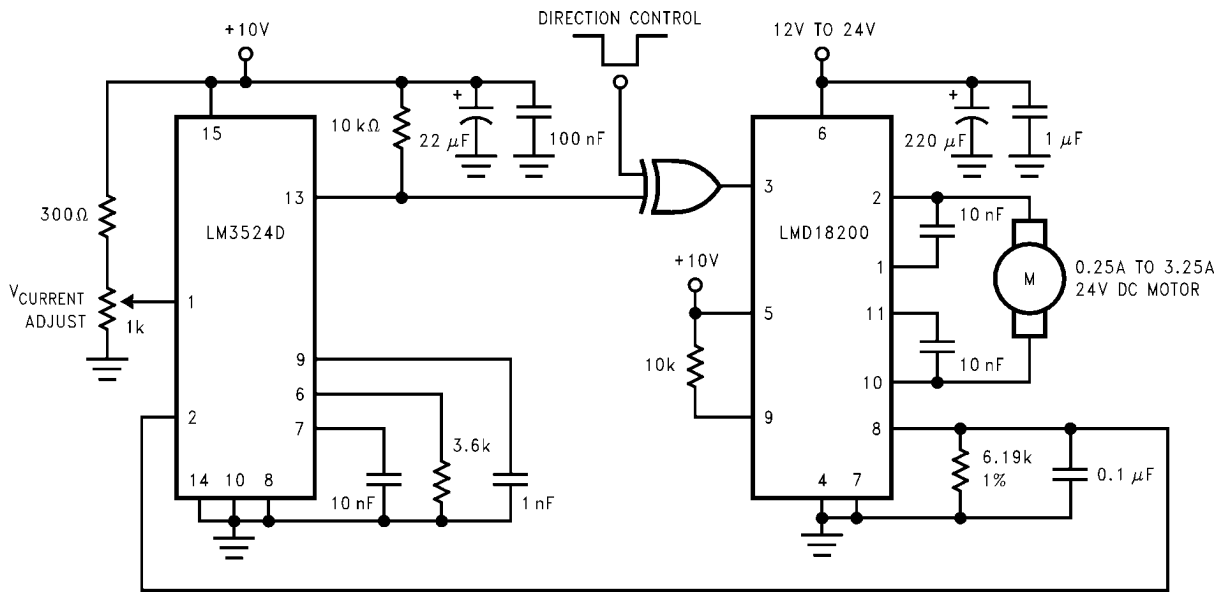 DIRECTION CONTROL
+10V
12V TO 24V
15
10 kΩ
+
22 µF
100 nF
6
+
220 µF
1 µF
13
3
2
10 nF
300Ω
LM3524D
LMD18200
1
+10V
V CURRENT
ADJUST
1k
1
5
11
M
0.25A TO 3.25A
24V DC MOTOR
9
10k
10 nF
10
6
2
7
3.6k
9
8
6.19k
1%
0.1 µF
14
10
8
10 nF
1 nF
4
7